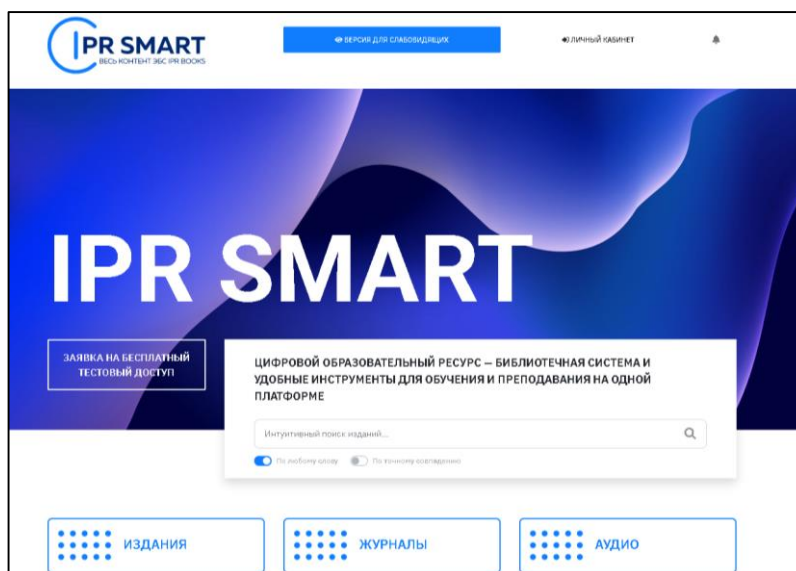 IPR SMART
ВЕСЬ КОНТЕНТ ЭБС IPR BOOKS
ВЕРСИЯ ДЛЯ СЛАБОВИДЯЩИХ
ЛИЧНЫЙ КАБИНЕТ
IPR SMART
ЗАЯВКА НА БЕСПЛАТНЫЙ
ТЕСТОВЫЙ ДОСТУП
ЦИФРОВОЙ ОБРАЗОВАТЕЛЬНЫЙ РЕСУРС — БИБЛИОТЕЧНАЯ СИСТЕМА И
УДОБНЫЕ ИНСТРУМЕНТЫ ДЛЯ ОБУЧЕНИЯ И ПРЕПОДАВАНИЯ НА ОДНОЙ
ПЛАТФОРМЕ
Интуитивный поиск изданий...
По любому слову По точному совпадению
ИЗДАНИЯ ЖУРНАЛЫ АУДИО